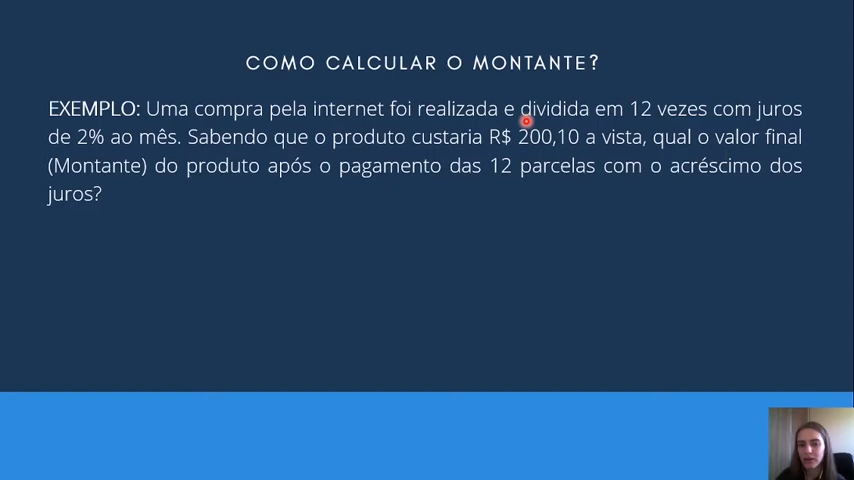 COMO CALCULAR O MONTANTE?
EXEMPLO: Uma compra pela internet foi realizada e dividida em 12 vezes com juros
de 2% ao mês. Sabendo que o produto custaria R$ 200,10 a vista, qual o valor final
(Montante) do produto após o pagamento das 12 parcelas com o acréscimo dos
juros?